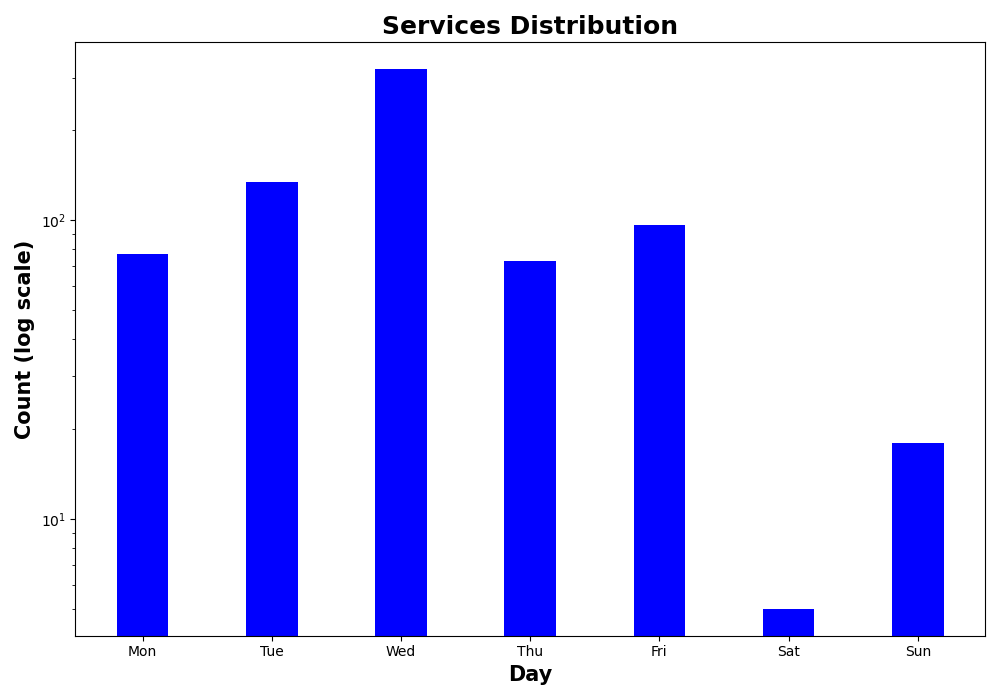 Services Distribution
Count (log scale)
10²
10¹
Mon Tue Wed Thu Fri Sat Sun
Day